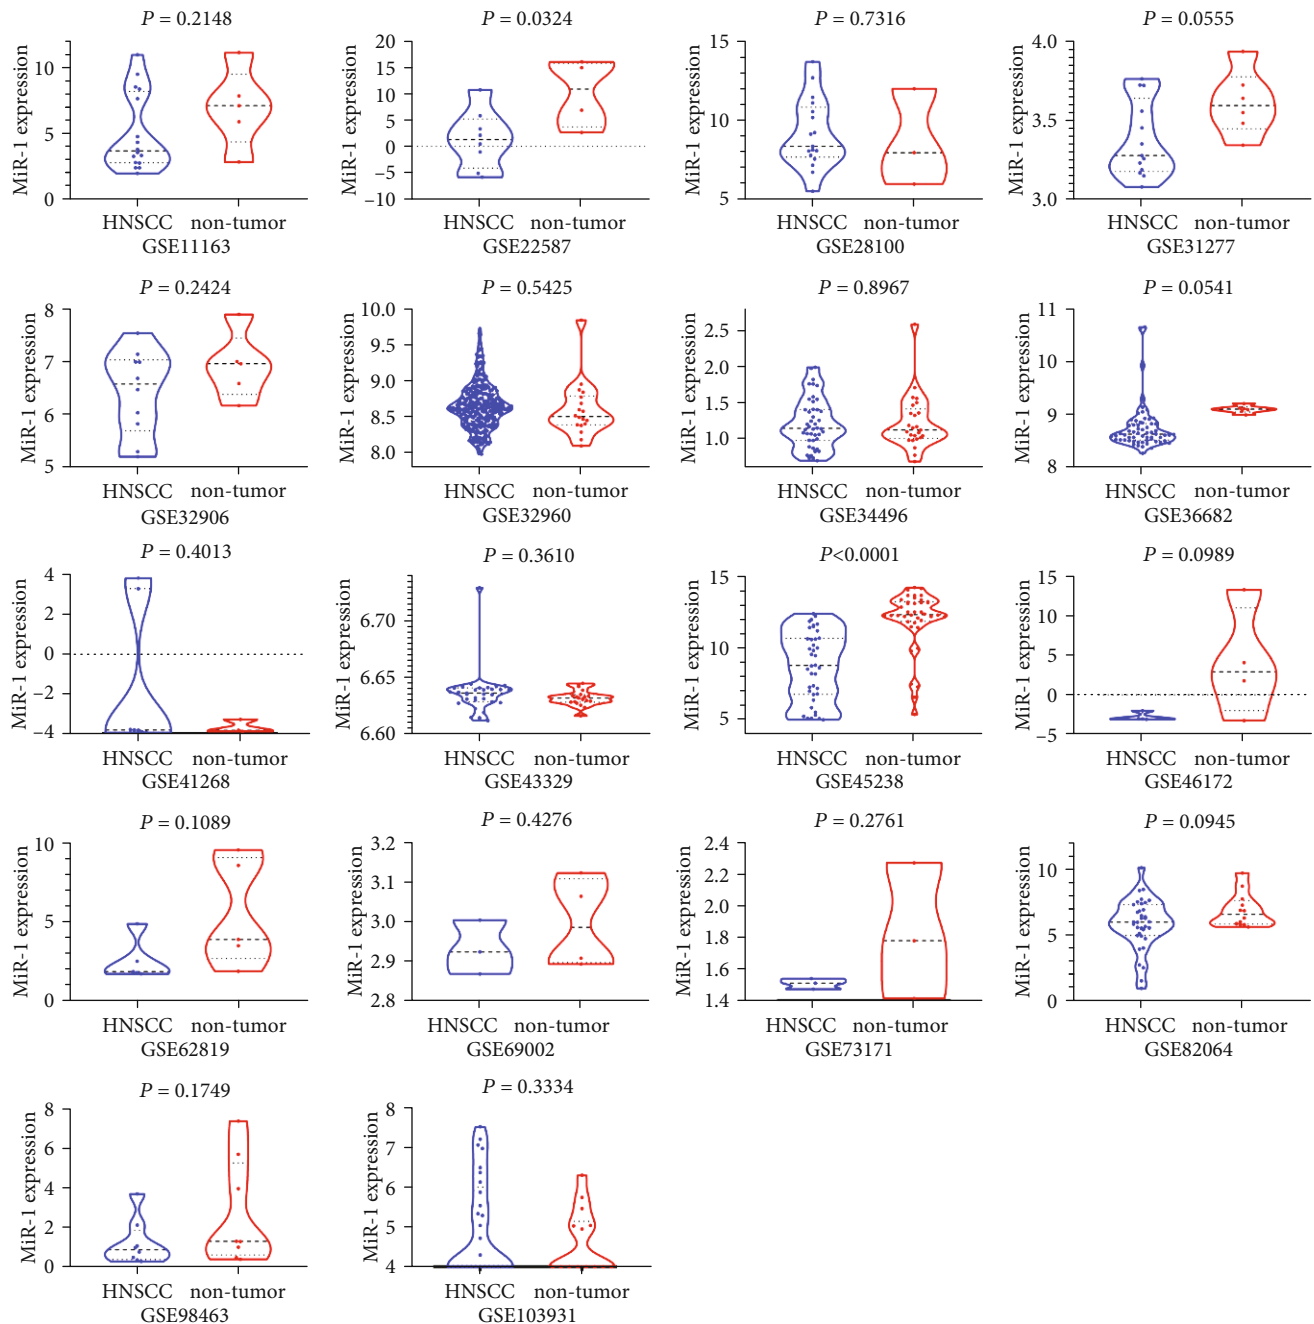 P = 0.2148
MiR-1 expression
10
5
0
HNSCC non-tumor
GSE11163
P = 0.0324
MiR-1 expression
20
15
10
5
0
−5
−10
HNSCC non-tumor
GSE22587
P = 0.7316
MiR-1 expression
15
10
5
HNSCC non-tumor
GSE28100
P = 0.0555
MiR-1 expression
4.0
3.5
3.0
HNSCC non-tumor
GSE31277
P = 0.2424
MiR-1 expression
8
7
6
5
HNSCC non-tumor
GSE32906
P = 0.5425
MiR-1 expression
10.0
9.5
9.0
8.5
8.0
HNSCC non-tumor
GSE32960
P = 0.8967
MiR-1 expression
2.5
2.0
1.5
1.0
HNSCC non-tumor
GSE34496
P = 0.0541
MiR-1 expression
11
10
9
8
HNSCC non-tumor
GSE36682
P = 0.4013
MiR-1 expression
4
2
0
−2
−4
HNSCC non-tumor
GSE41268
P = 0.3610
MiR-1 expression
6.70
6.65
6.60
HNSCC non-tumor
GSE43329
P<0.0001
MiR-1 expression
15
10
5
HNSCC non-tumor
GSE45238
P = 0.0989
MiR-1 expression
15
10
5
0
−5
HNSCC non-tumor
GSE46172
P = 0.1089
MiR-1 expression
10
5
0
HNSCC non-tumor
GSE62819
P = 0.4276
MiR-1 expression
3.2
3.1
3.0
2.9
2.8
HNSCC non-tumor
GSE69002
P = 0.2761
MiR-1 expression
2.4
2.2
2.0
1.8
1.6
1.4
HNSCC non-tumor
GSE73171
P = 0.0945
MiR-1 expression
10
5
0
HNSCC non-tumor
GSE82064
P = 0.1749
MiR-1 expression
8
6
4
2
0
HNSCC non-tumor
GSE98463
P = 0.3334
MiR-1 expression
8
7
6
5
4
HNSCC non-tumor
GSE103931